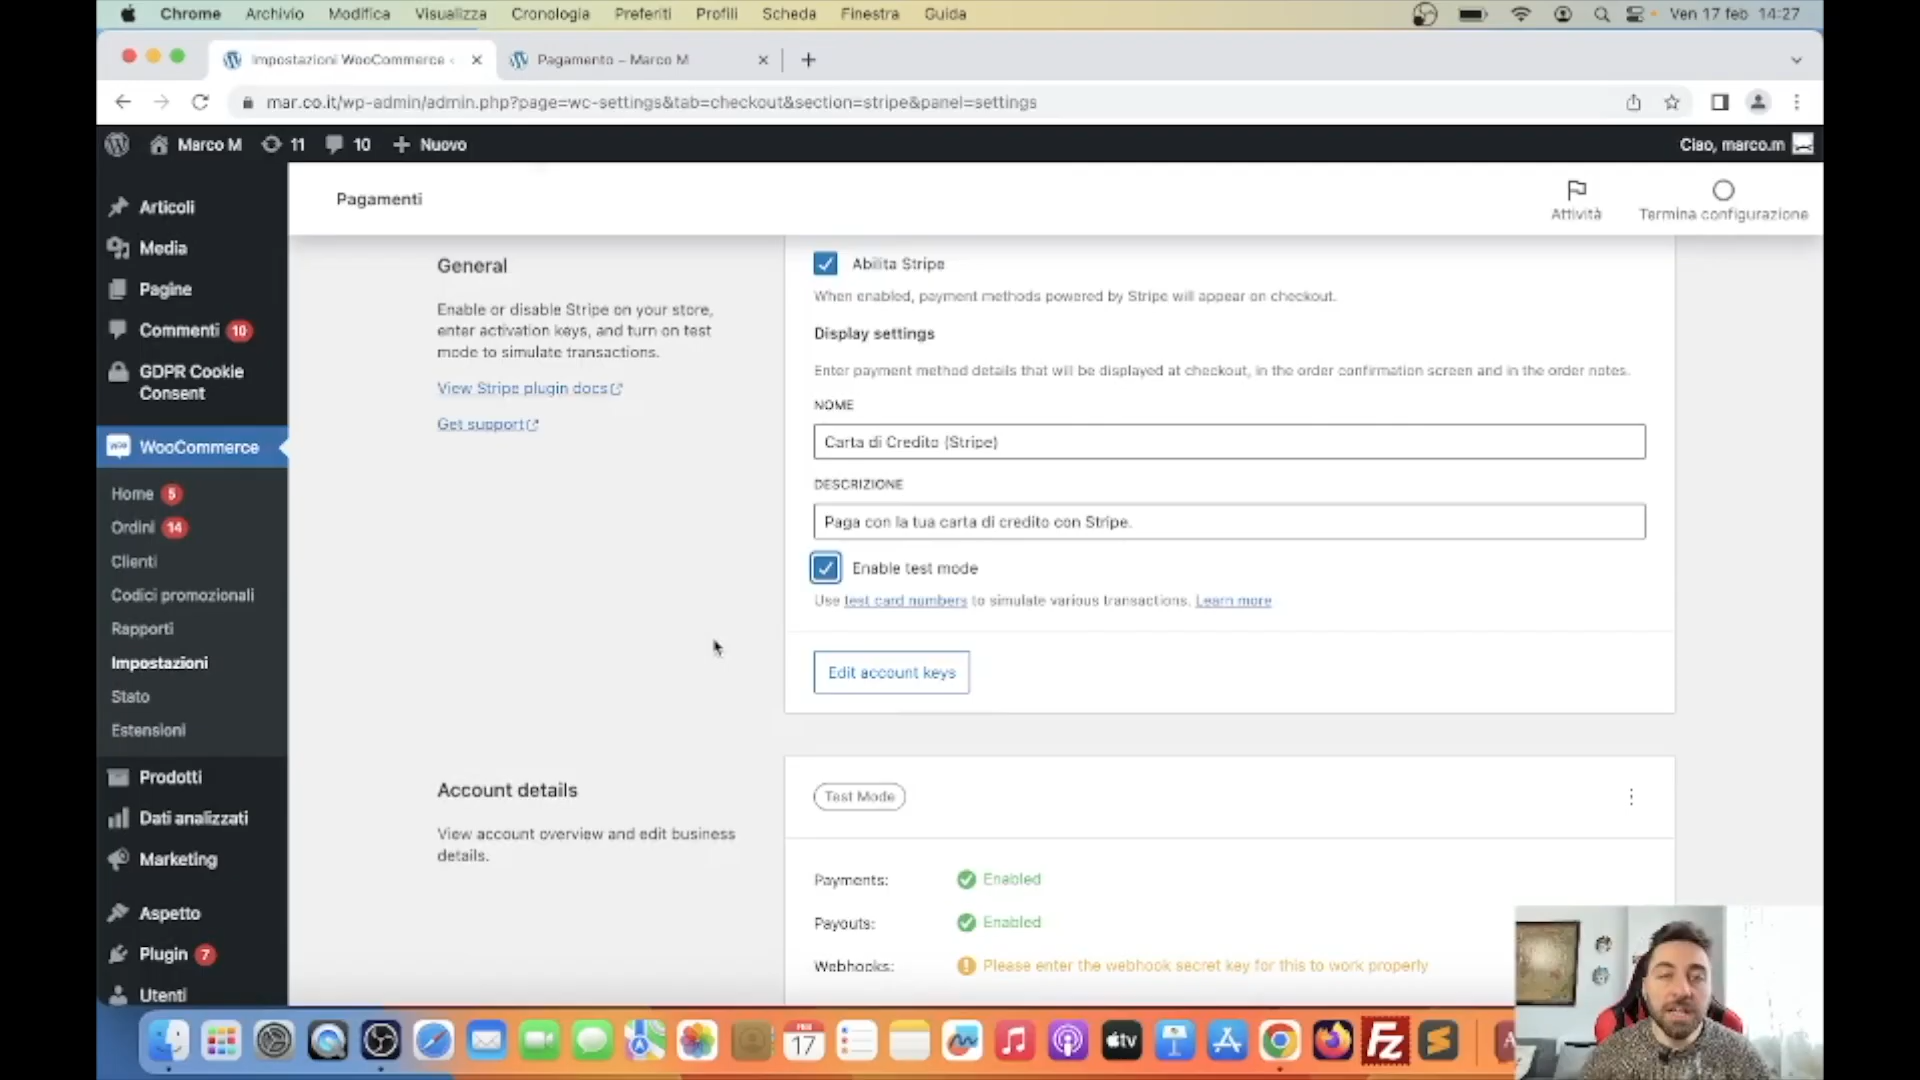 Chrome Archivio Modifica Visualizza Cronologia Preferiti Profili Scheda Finestra Guida Ven 17 feb 14:27
Impostazioni WooCommerce
Pagamento – Marco M
mar.co.it/wp-admin/admin.php?page=wc-settings&tab=checkout&section=stripe&panel=settings
Marco M 11 10 + Nuovo Ciao, marco.m
Articoli
Media
Pagine
Commenti 10
GDPR Cookie
Consent
WooCommerce
Home 5
Ordini 14
Clienti
Codici promozionali
Rapporti
Impostazioni
Stato
Estensioni
Prodotti
Dati analizzati
Marketing
Aspetto
Plugin 7
Utenti
Pagamenti
Attività
Termina configurazione
General
Enable or disable Stripe on your store,
enter activation keys, and turn on test
mode to simulate transactions.
View Stripe plugin docs
Get support
Abilita Stripe
When enabled, payment methods powered by Stripe will appear on checkout.
Display settings
Enter payment method details that will be displayed at checkout, in the order confirmation screen and in the order notes.
NOME
Carta di Credito (Stripe)
DESCRIZIONE
Paga con la tua carta di credito con Stripe.
Enable test mode
Use test card numbers to simulate various transactions. Learn more
Edit account keys
Account details
View account overview and edit business
details.
Test Mode
Payments: Enabled
Payouts: Enabled
Webhooks: Please enter the webhook secret key for this to work properly
17
tv
Fz